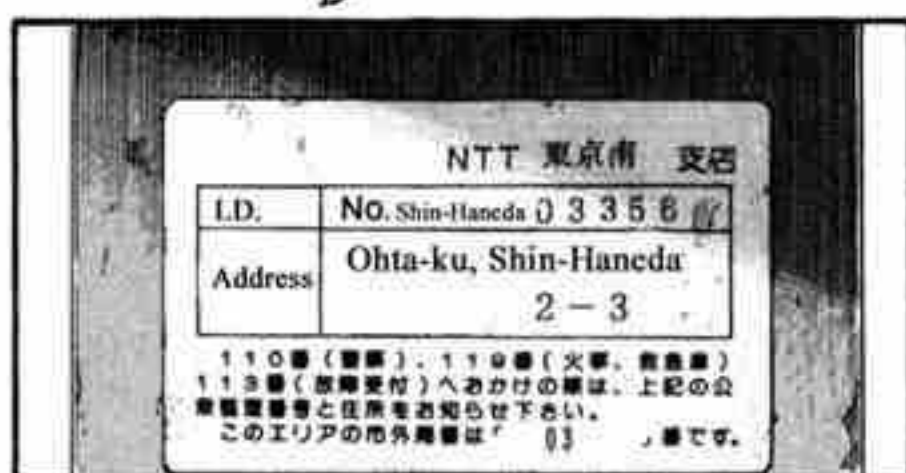 NTT 東京南 支店
I.D. No. Shin-Haneda 03356
Address Ohta-ku, Shin-Haneda
2-3
110番(警察)、119番(火事、救急車)
113番(故障受付)へおかけの際は、上記の公
衆電話番号と住所をお知らせ下さい。
このエリアの市外局番は「 03 」番です。